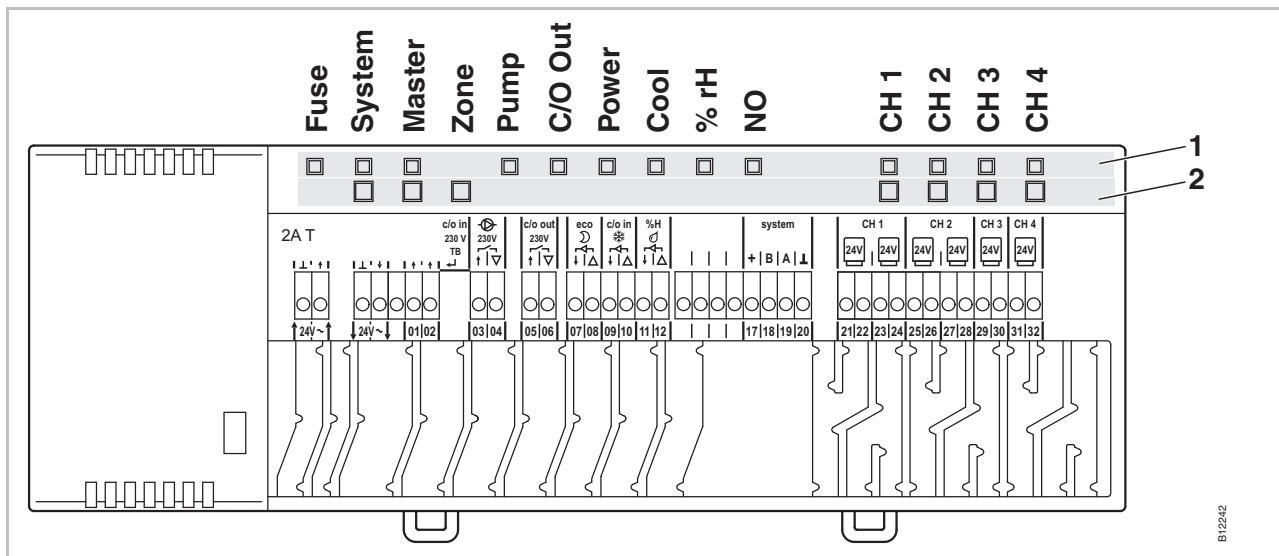 Fuse System Master Zone Pump C/O Out Power Cool % rH NO CH 1 CH 2 CH 3 CH 4
1
2
2A T c/o in c/o out eco c/o in %H system CH 1 CH 2 CH 3 CH 4
230 V 230V 230V 24V 24V 24V 24V 24V 24V
TB
+ B A
24V~ 24V~ 01 02 03 04 05 06 07 08 09 10 11 12 17 18 19 20 21 22 23 24 25 26 27 28 29 30 31 32
B12242